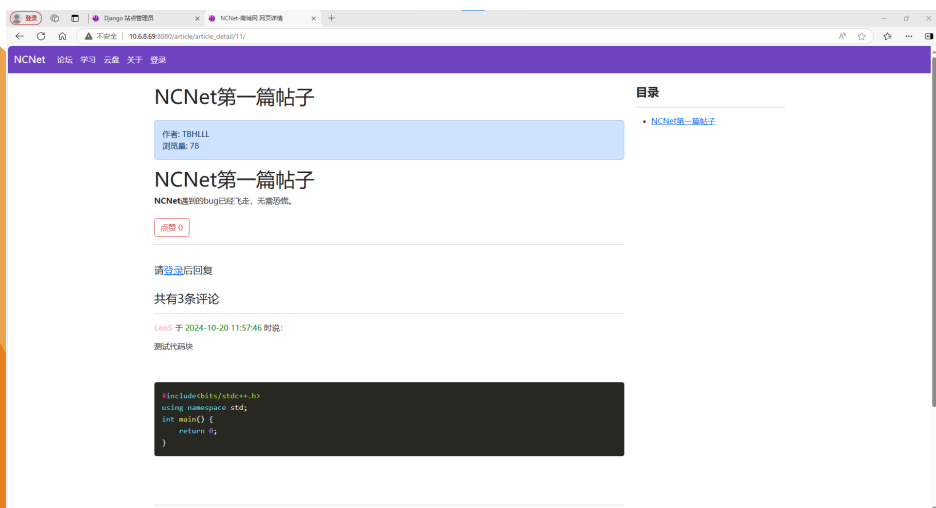 登录
Django 站点管理员
NCNet-南城网 网页详情
不安全
10.6.8.69:8080/article/article_detail/11/
NCNet 论坛 学习 云盘 关于 登录
NCNet第一篇帖子
作者: TBHLLL
浏览量: 78
NCNet第一篇帖子
NCNet遇到的bug已经飞走，无需恐慌。
点赞 0
请登录后回复
共有3条评论
LeoS 于 2024-10-20 11:57:46 时说:
测试代码块
#include<bits/stdc++.h>
using namespace std;
int main() {
return 0;
}
目录
NCNet第一篇帖子